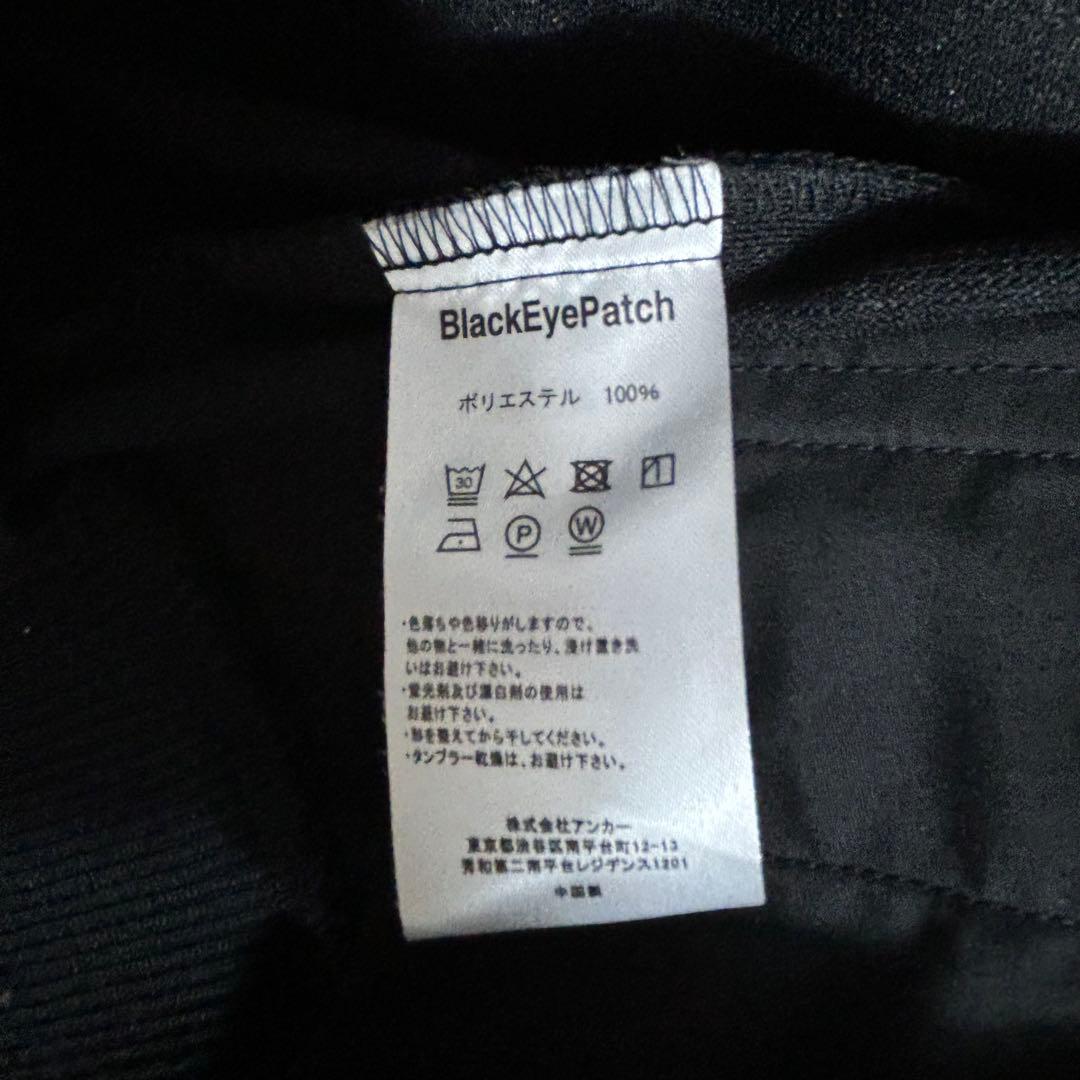 BlackEyePatch
ポリエステル 100%
30
P W
・色落ちや色移りがしますので、
他の物と一緒に洗ったり、浸け置き洗
いはお避け下さい。
・蛍光剤及び漂白剤の使用は
お避け下さい。
・形を整えてから干してください。
・タンブラー乾燥は、お避け下さい。
株式会社アンカー
東京都渋谷区南平台町12-13
秀和第二南平台レジデンス1201
中国製